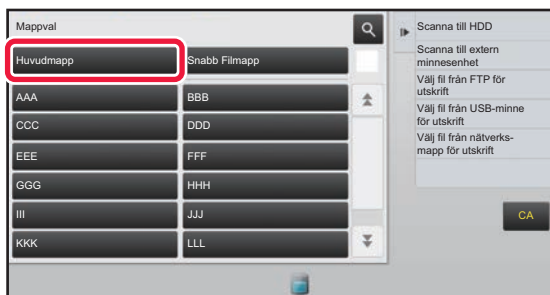 Mappval
Huvudmapp
Snabb Filmapp
AAA
BBB
CCC
DDD
EEE
FFF
GGG
HHH
III
JJJ
KKK
LLL
Scanna till HDD
Scanna till extern
minnesenhet
Välj fil från FTP för
utskrift
Välj fil från USB-minne
för utskrift
Välj fil från nätverks-
mapp för utskrift
CA